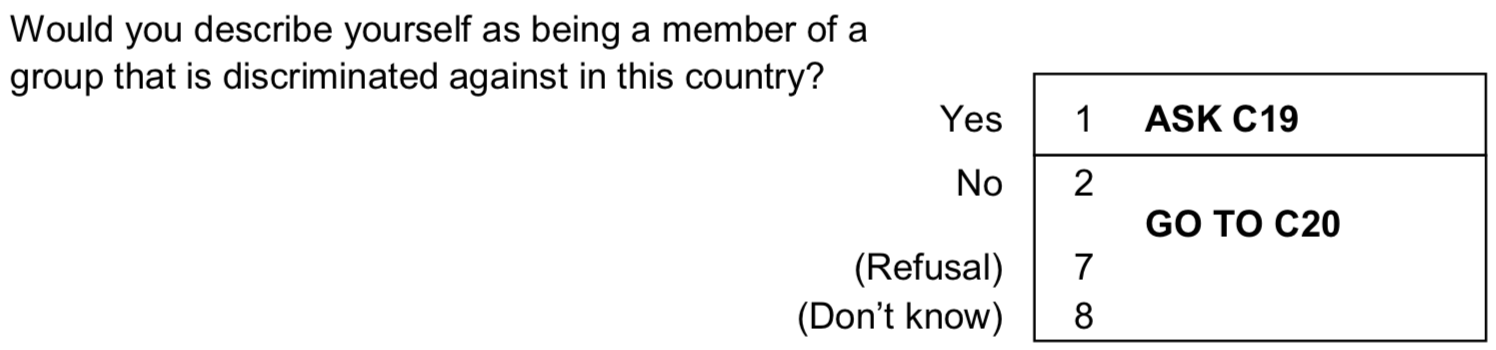 Would you describe yourself as being a member of a
group that is discriminated against in this country?
Yes 1 ASK C19
No 2
GO TO C20
(Refusal) 7
(Don’t know) 8